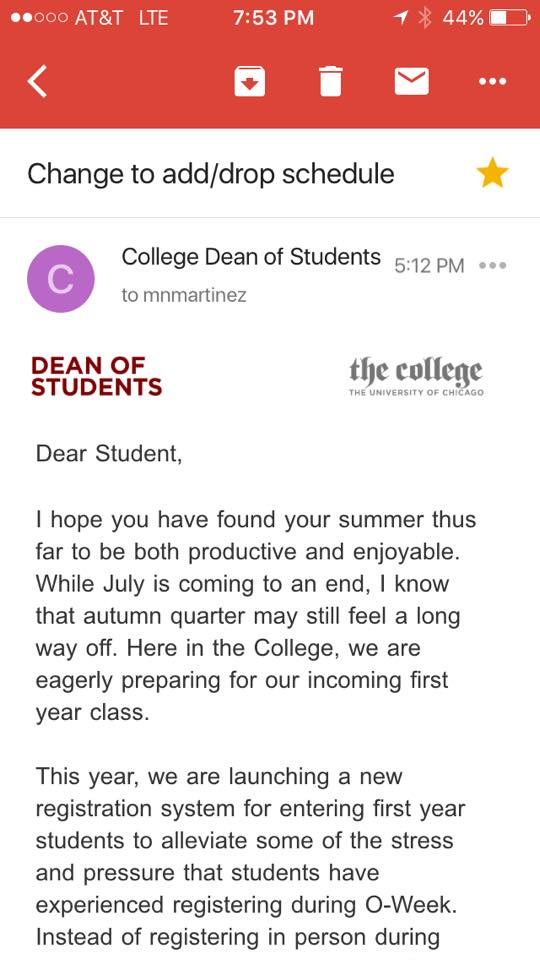 AT&T LTE 7:53 PM 44%
Change to add/drop schedule
C
College Dean of Students 5:12 PM
to mnmartinez
DEAN OF
STUDENTS
the college
THE UNIVERSITY OF CHICAGO
Dear Student,
I hope you have found your summer thus
far to be both productive and enjoyable.
While July is coming to an end, I know
that autumn quarter may still feel a long
way off. Here in the College, we are
eagerly preparing for our incoming first
year class.
This year, we are launching a new
registration system for entering first year
students to alleviate some of the stress
and pressure that students have
experienced registering during O-Week.
Instead of registering in person during